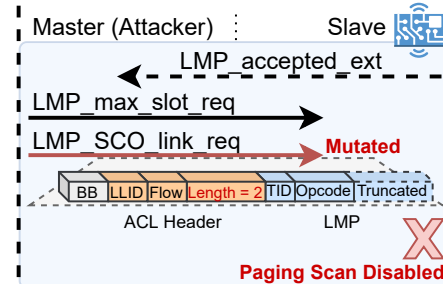 Master (Attacker) Slave
LMP_accepted_ext
LMP_max_slot_req
LMP_SCO_link_req Mutated
BB LLID Flow Length = 2 TID Opcode Truncated
ACL Header LMP
Paging Scan Disabled